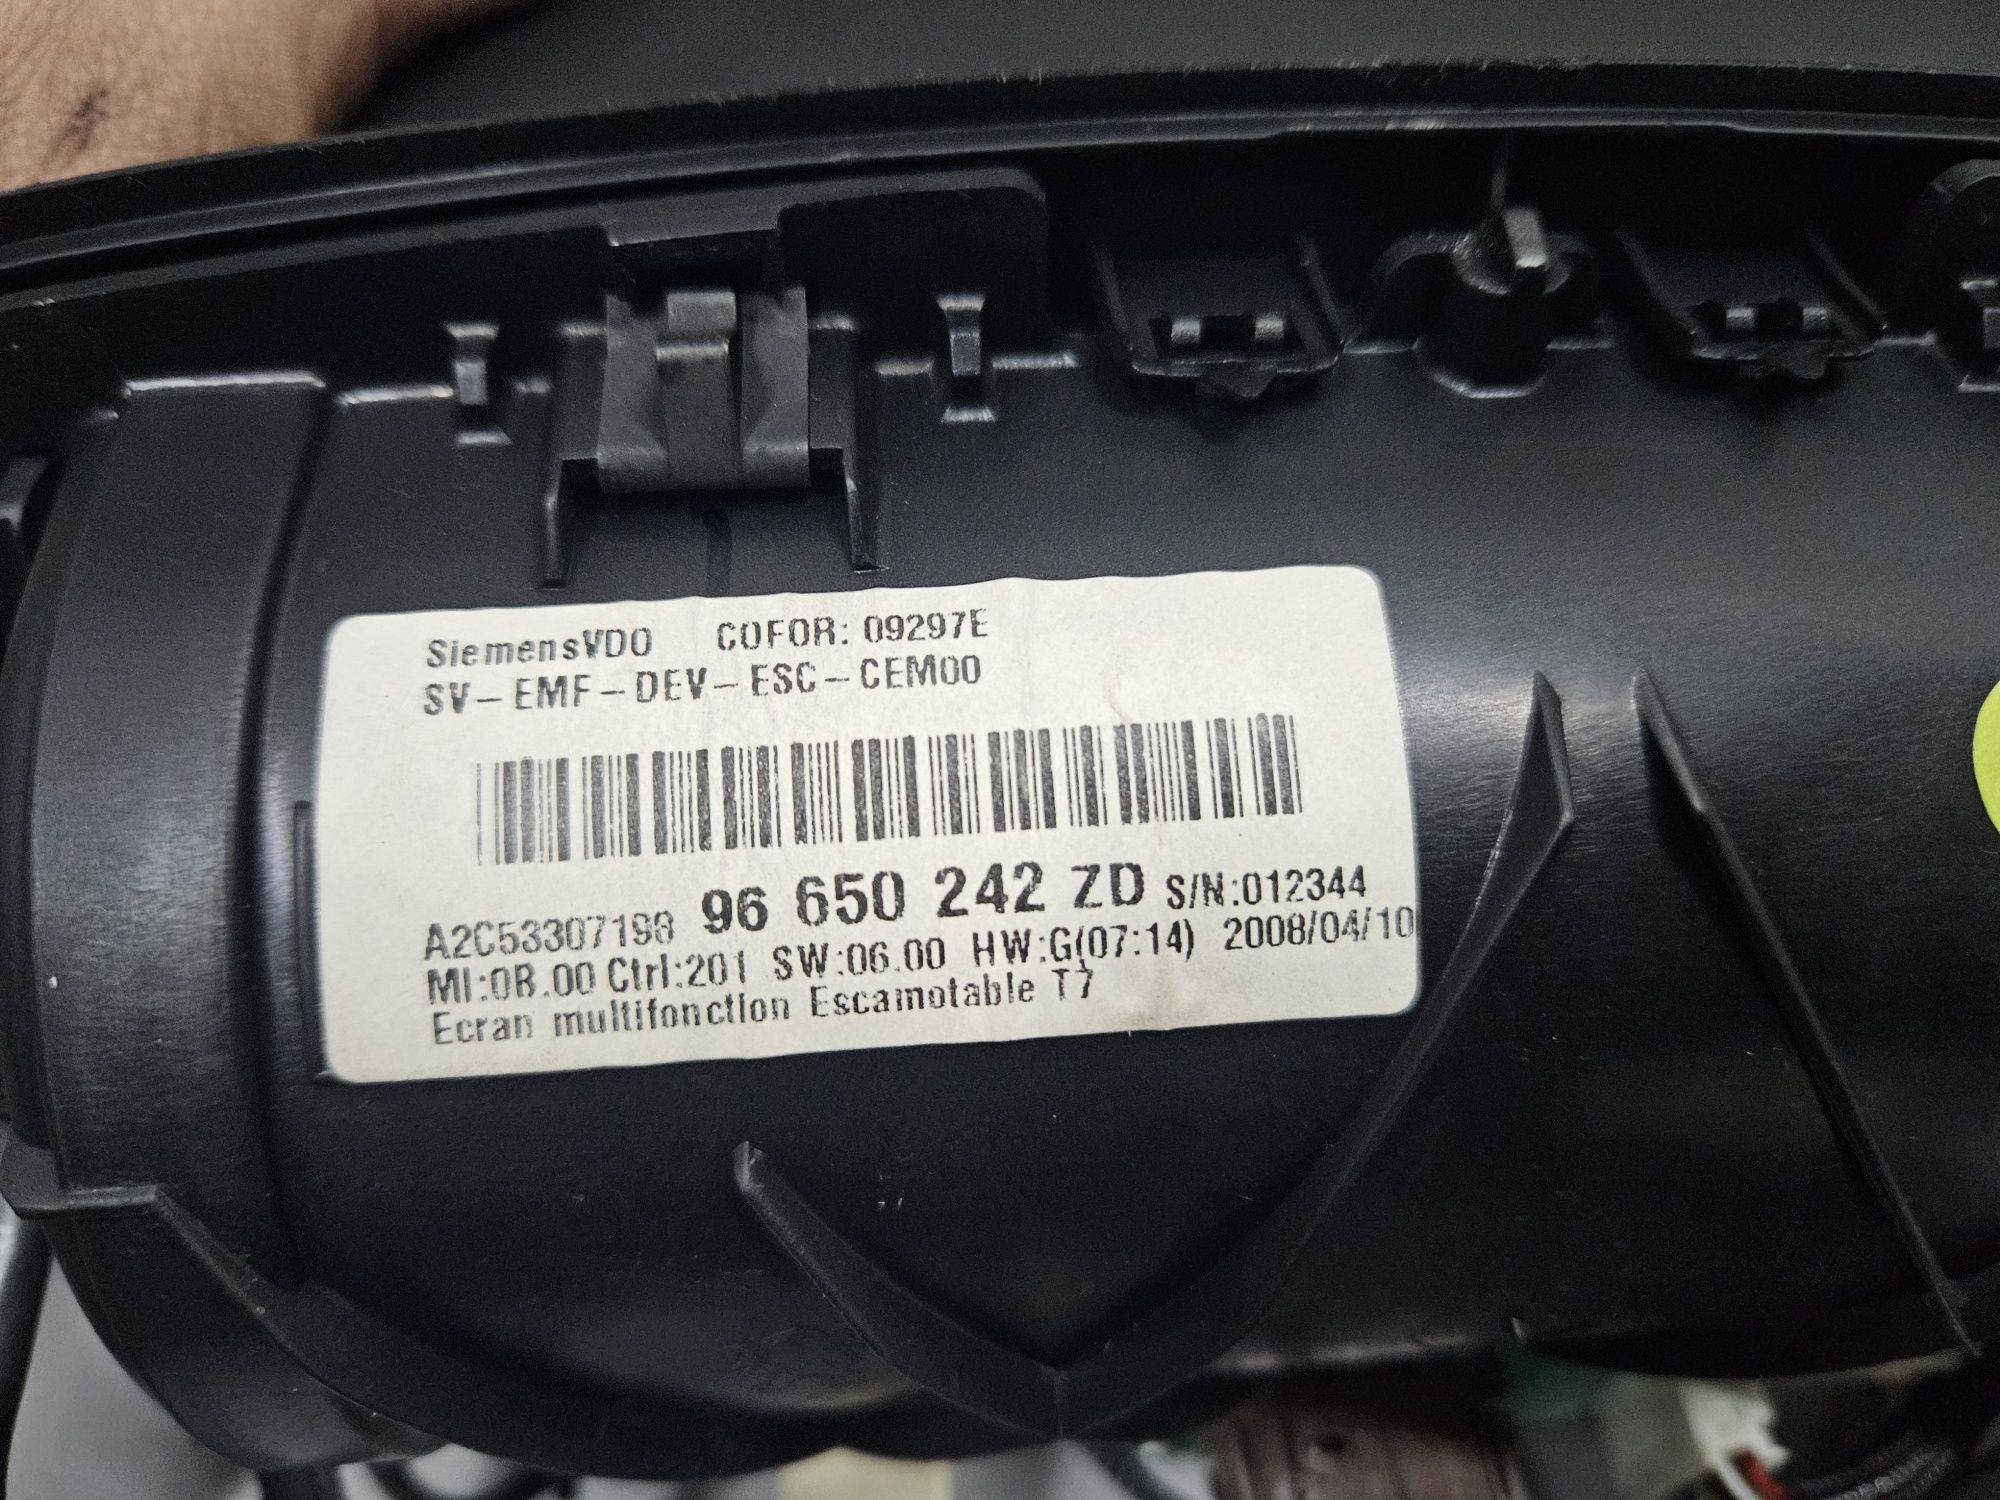 SiemensVDO COFOR: 09297E
SV-EMF-DEV-ESC-CEM00
A2C53307198 96 650 242 ZD S/N:012344
MI:0B.00 Ctrl:201 SW:06.00 HW:G(07:14) 2008/04/10
Ecran multifonction Escamotable T7